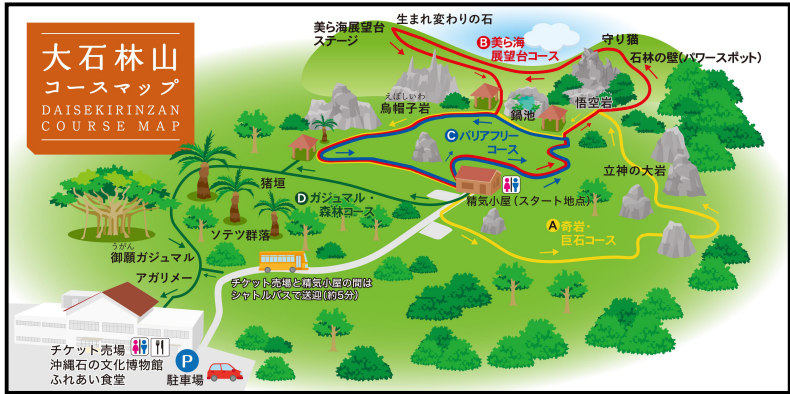 大石林山
コースマップ
DAISEKIRINZAN
COURSE MAP
美ら海展望台
ステージ
生まれ変わりの石
B 美ら海
展望台コース
守り猫
石林の壁(パワースポット)
えぼしいわ
烏帽子岩
鍋池
悟空岩
C バリアフリー
コース
立神の大岩
猪垣
D ガジュマル・
森林コース
精気小屋(スタート地点)
ソテツ群落
A 奇岩・
巨石コース
うがん
御願ガジュマル
アガリメー
チケット売場と精気小屋の間は
シャトルバスで送迎(約5分)
チケット売場
沖縄石の文化博物館
ふれあい食堂
P
駐車場